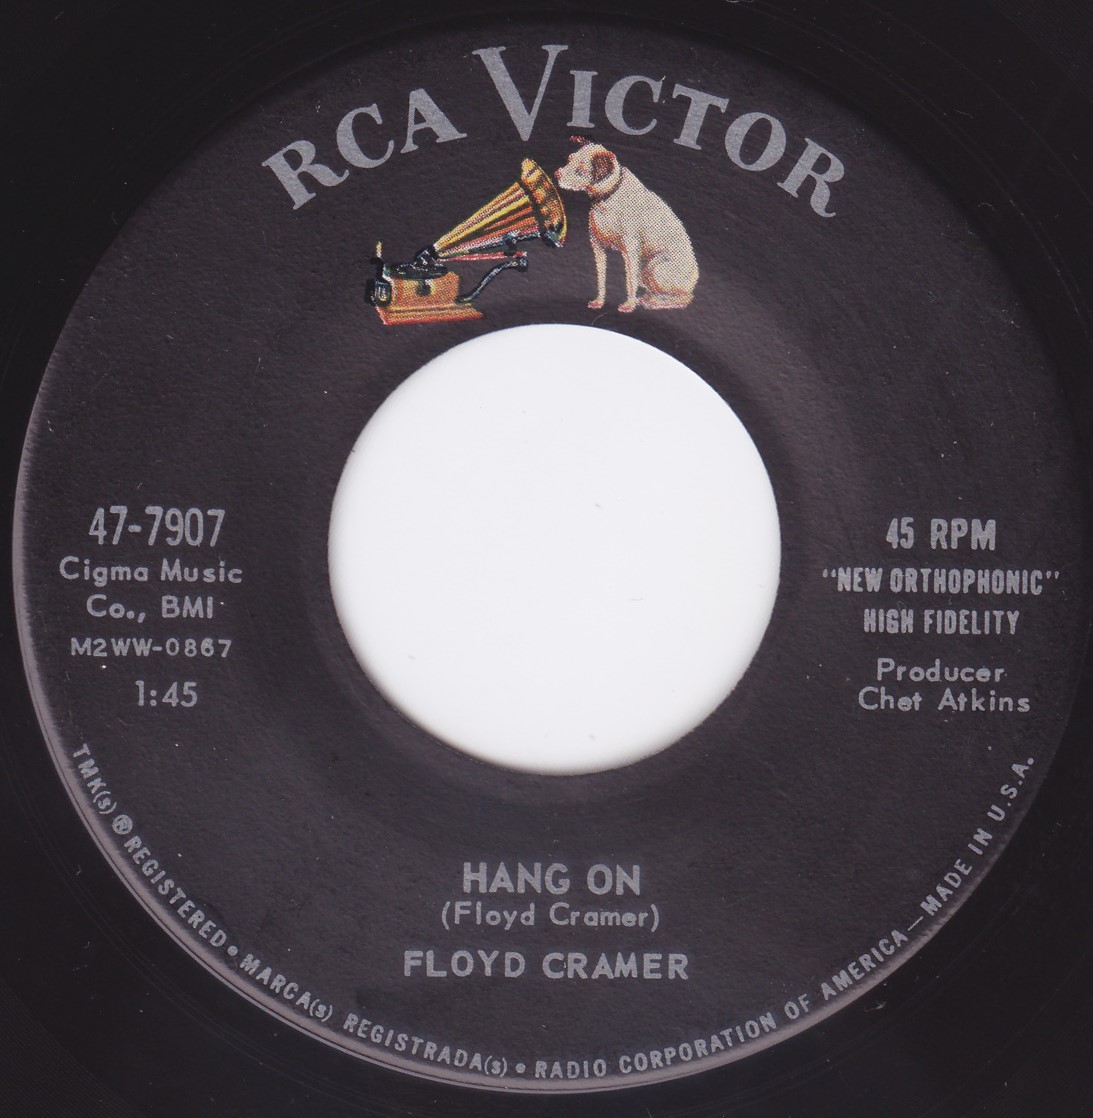 RCA VICTOR
47-7907
Cigma Music
Co., BMI
M2WW-0867
1:45
45 RPM
"NEW ORTHOPHONIC"
HIGH FIDELITY
Producer
Chet Atkins
HANG ON
(Floyd Cramer)
FLOYD CRAMER
TMK(s) ® REGISTERED • MARCA(s) REGISTRADA(s) • RADIO CORPORATION OF AMERICA—MADE IN U.S.A.